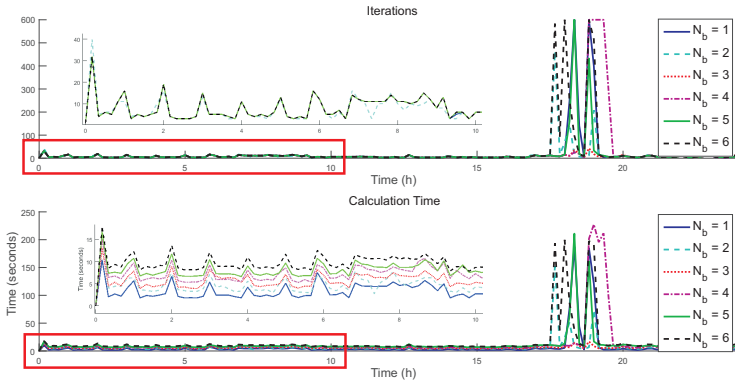 Iterations
600
500
400
300
200
100
0
40
30
20
10
0
2
4
6
8
10
0
5
10
15
20
Time (h)
N_b = 1
N_b = 2
N_b = 3
N_b = 4
N_b = 5
N_b = 6
Calculation Time
Time (seconds)
250
200
150
100
50
0
Time (seconds)
15
10
5
0
0
2
4
6
8
10
0
5
10
15
20
Time (h)
N_b = 1
N_b = 2
N_b = 3
N_b = 4
N_b = 5
N_b = 6